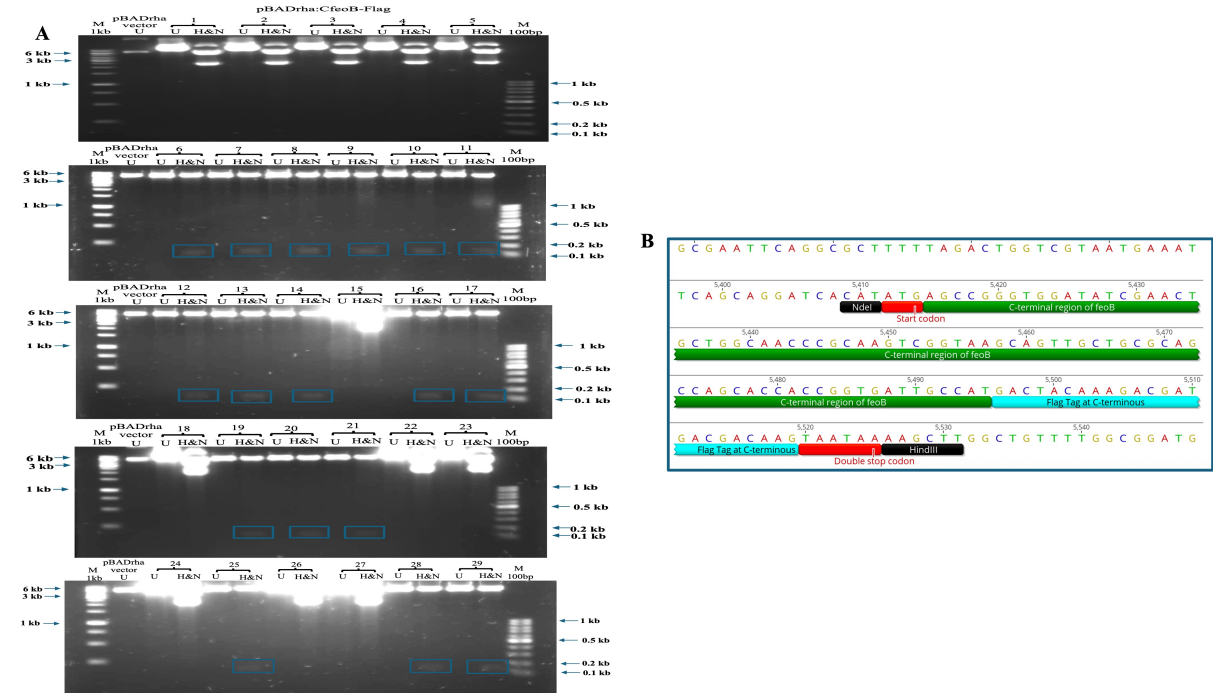 A
pBADrha:CfeoB-Flag
M 1kb pBADrha vector U 1 U H&N 2 U H&N 3 U H&N 4 U H&N 5 U H&N M 100bp
6 kb
3 kb
1 kb
1 kb
0.5 kb
0.2 kb
0.1 kb
M 1kb pBADrha vector U 6 U H&N 7 U H&N 8 U H&N 9 U H&N 10 U H&N 11 U H&N M 100bp
6 kb
3 kb
1 kb
1 kb
0.5 kb
0.2 kb
0.1 kb
M 1kb pBADrha vector U 12 U H&N 13 U H&N 14 U H&N 15 U H&N 16 U H&N 17 U H&N M 100bp
6 kb
3 kb
1 kb
1 kb
0.5 kb
0.2 kb
0.1 kb
M 1kb pBADrha vector U 18 U H&N 19 U H&N 20 U H&N 21 U H&N 22 U H&N 23 U H&N M 100bp
6 kb
3 kb
1 kb
1 kb
0.5 kb
0.2 kb
0.1 kb
M 1kb pBADrha vector U 24 U H&N 25 U H&N 26 U H&N 27 U H&N 28 U H&N 29 U H&N M 100bp
6 kb
3 kb
1 kb
1 kb
0.5 kb
0.2 kb
0.1 kb
B
GCGAATTCAGGCGCTTTTTAGACTGGTCGTAATGAAAT
5,400 5,410 5,420 5,430
TCAGCAGGATCACATATGAGCCGGGTGGATATCGAACT
NdeI C-terminal region of feoB
Start codon
5,440 5,450 5,460 5,470
GCTGGCAACCCGCAAGTCGGTAAGCAGTTGCTGCGCAG
C-terminal region of feoB
5,480 5,490 5,500 5,510
CCAGCACCACCGGTGATTGCCATGACTACAAAGACGAT
C-terminal region of feoB Flag Tag at C-terminous
5,520 5,530 5,540
GACGACAAGTAATAAAAGCTTGGCTGTTTTGGCGGATG
Flag Tag at C-terminous HindIII
Double stop codon